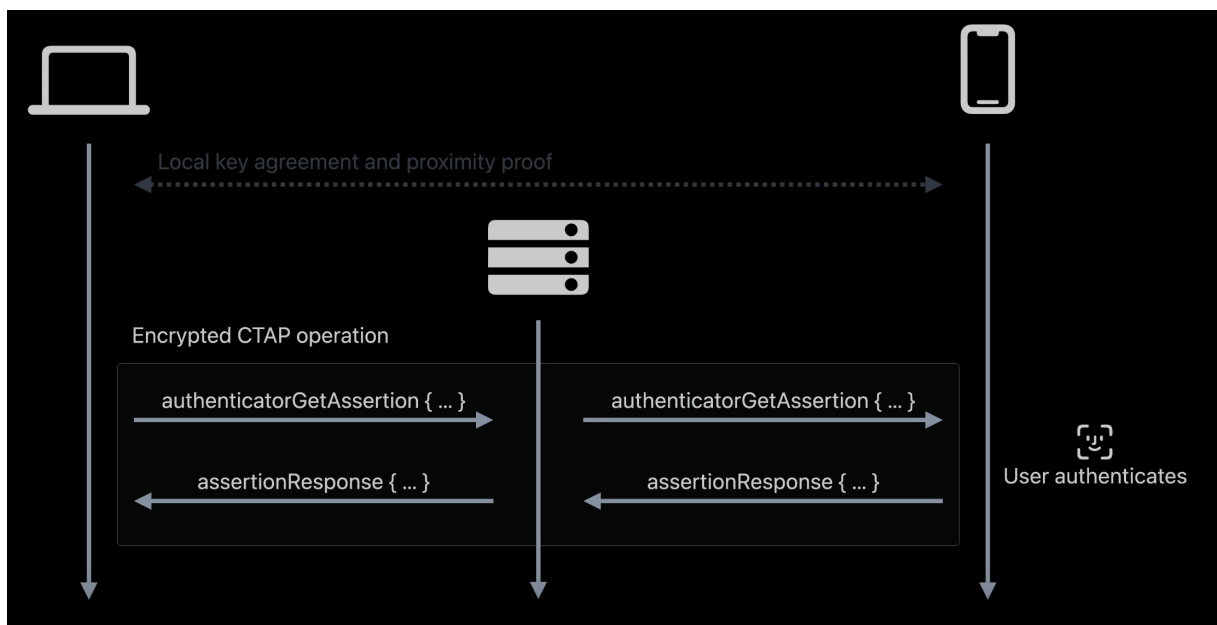 Local key agreement and proximity proof
Encrypted CTAP operation
authenticatorGetAssertion { ... }
authenticatorGetAssertion { ... }
assertionResponse { ... }
assertionResponse { ... }
User authenticates